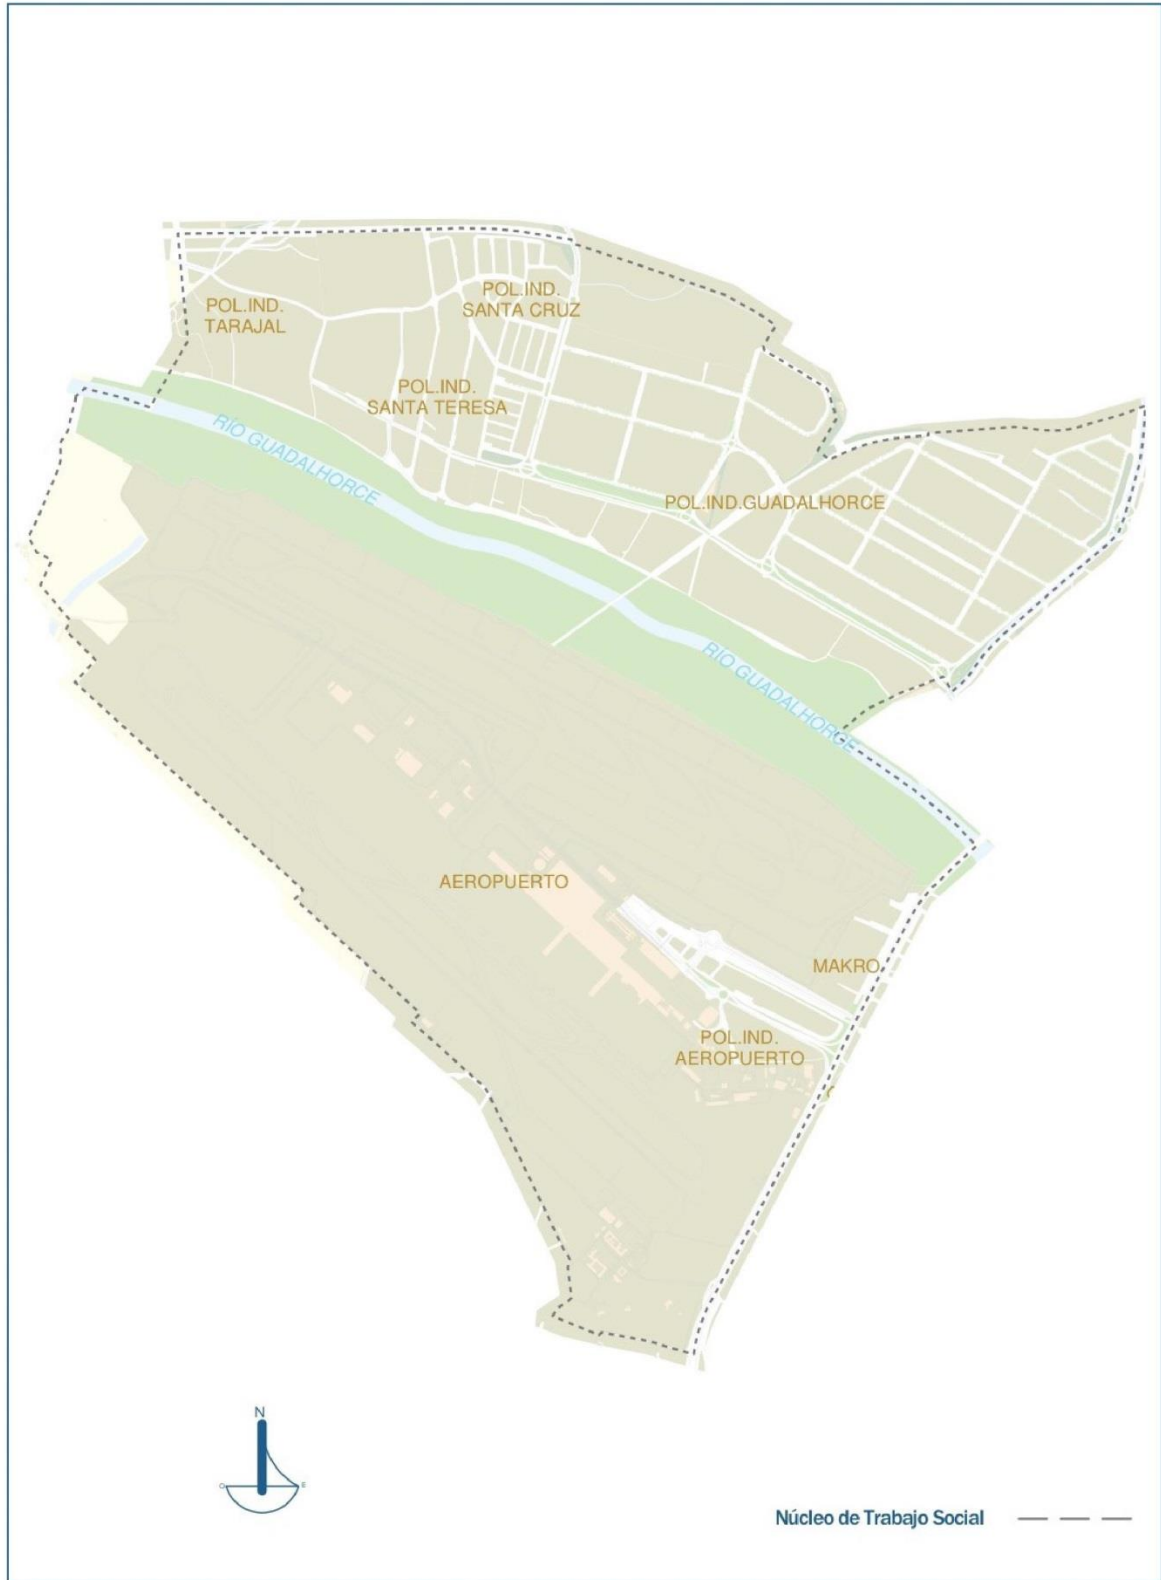 POL.IND.
SANTA CRUZ
POL.IND.
TARAJAL
POL.IND.
SANTA TERESA
RÍO GUADALHORCE
POL.IND.GUADALHORCE
RÍO GUADALHORCE
AEROPUERTO
MAKRO
POL.IND.
AEROPUERTO
N
O E
Núcleo de Trabajo Social